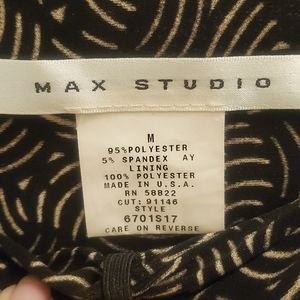 MAX STUDIO
M
95%POLYESTER
5% SPANDEX AY
LINING
100% POLYESTER
MADE IN U.S.A.
RN 58822
CUT: 91146
STYLE
6701S17
CARE ON REVERSE